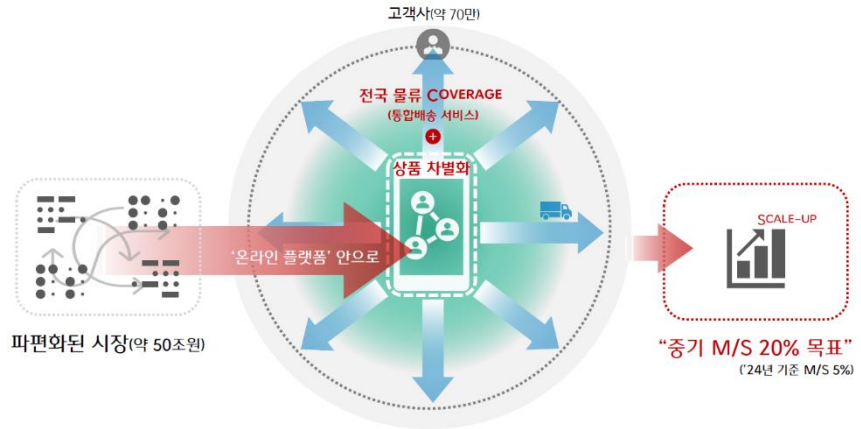 고객사(약 70만)
전국 물류 COVERAGE
(통합배송 서비스)
+
상품 차별화
SCALE-UP
'온라인 플랫폼' 안으로
파편화된 시장(약 50조원)
“중기 M/S 20% 목표”
('24년 기준 M/S 5%)